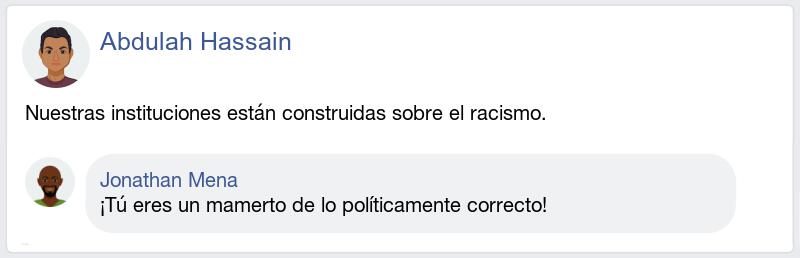 Abdulah Hassain
Nuestras instituciones están construidas sobre el racismo.
Jonathan Mena
¡Tú eres un mamerto de lo políticamente correcto!